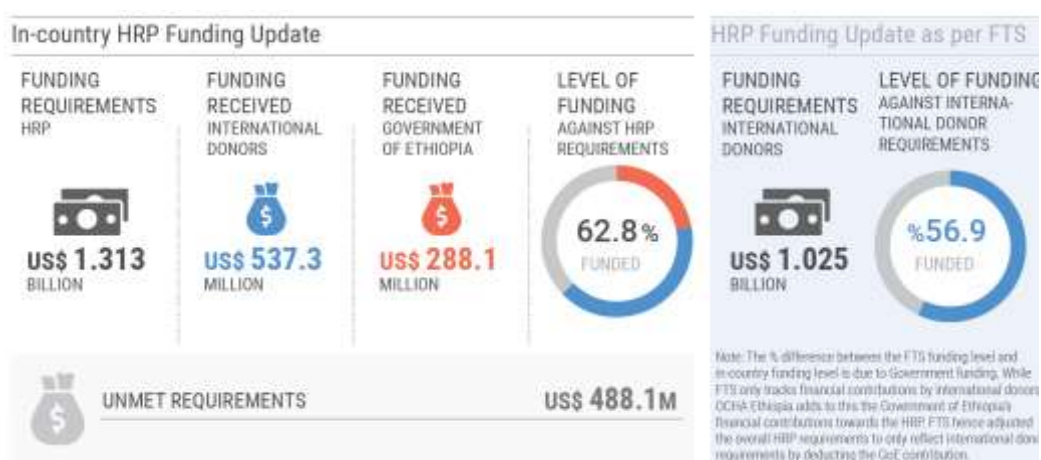 In-country HRP Funding Update
FUNDING
REQUIREMENTS
HRP
US$ 1.313
BILLION
FUNDING
RECEIVED
INTERNATIONAL
DONORS
US$ 537.3
MILLION
FUNDING
RECEIVED
GOVERNMENT
OF ETHIOPIA
US$ 288.1
MILLION
LEVEL OF
FUNDING
AGAINST HRP
REQUIREMENTS
62.8 %
FUNDED
UNMET REQUIREMENTS
US$ 488.1M
HRP Funding Update as per FTS
FUNDING
REQUIREMENTS
INTERNATIONAL
DONORS
US$ 1.025
BILLION
LEVEL OF FUNDING
AGAINST INTERNA-
TIONAL DONOR
REQUIREMENTS
%56.9
FUNDED
Note: The % difference between the FTS funding level and
in-country funding level is due to Government funding. While
FTS only tracks financial contributions by international donors,
OCHA Ethiopia adds to this the Government of Ethiopia's
financial contributions towards the HRP. FTS hence adjusted
the overall HRP requirements to only reflect international
requirements by deducting the GoE contribution.